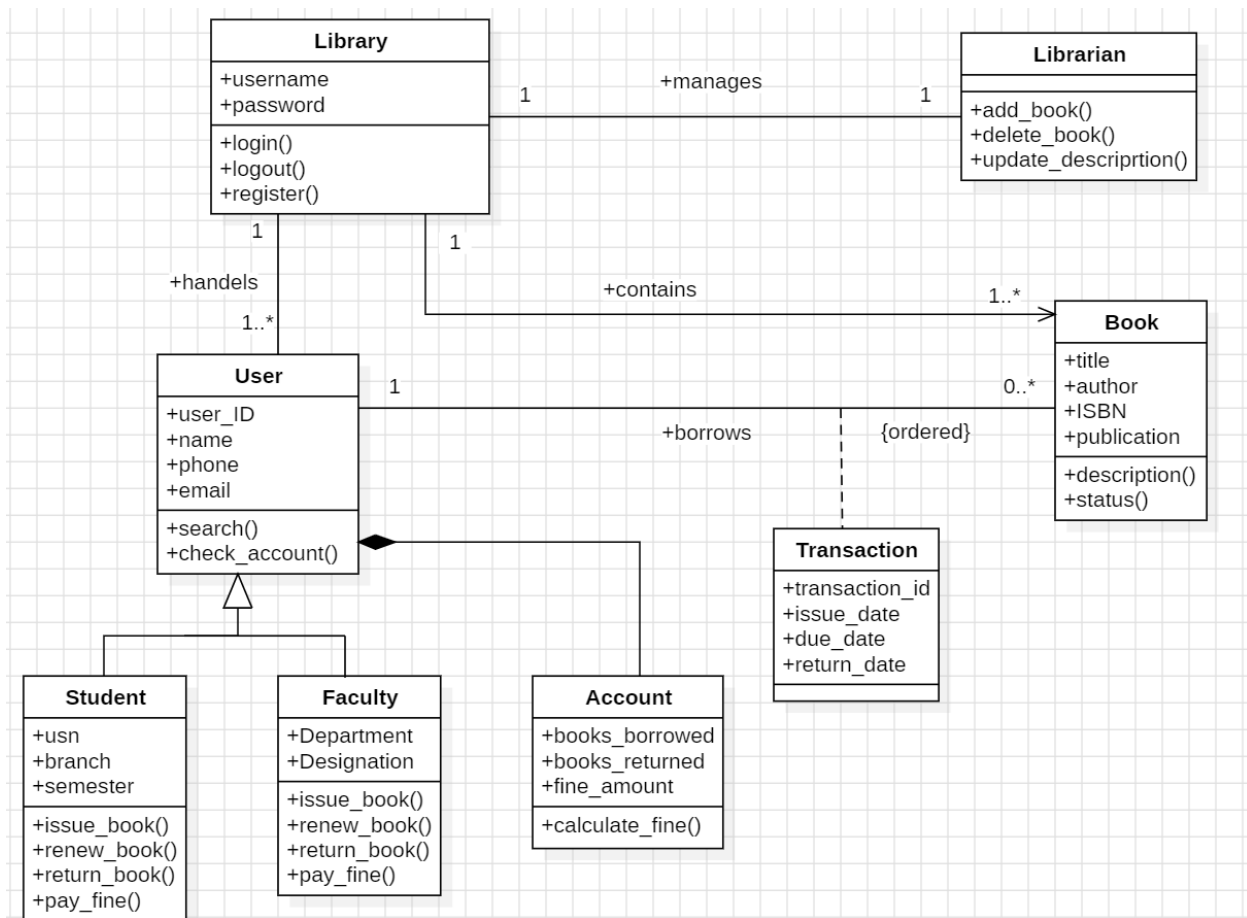 Library
+username
+password
+login()
+logout()
+register()
1
+manages
1
Librarian
+add_book()
+delete_book()
+update_descriprtion()
1
+handels
1..*
1
+contains
1..*
Book
+title
+author
+ISBN
+publication
+description()
+status()
User
+user_ID
+name
+phone
+email
+search()
+check_account()
1
+borrows
{ordered}
0..*
Transaction
+transaction_id
+issue_date
+due_date
+return_date
Student
+usn
+branch
+semester
+issue_book()
+renew_book()
+return_book()
+pay_fine()
Faculty
+Department
+Designation
+issue_book()
+renew_book()
+return_book()
+pay_fine()
Account
+books_borrowed
+books_returned
+fine_amount
+calculate_fine()